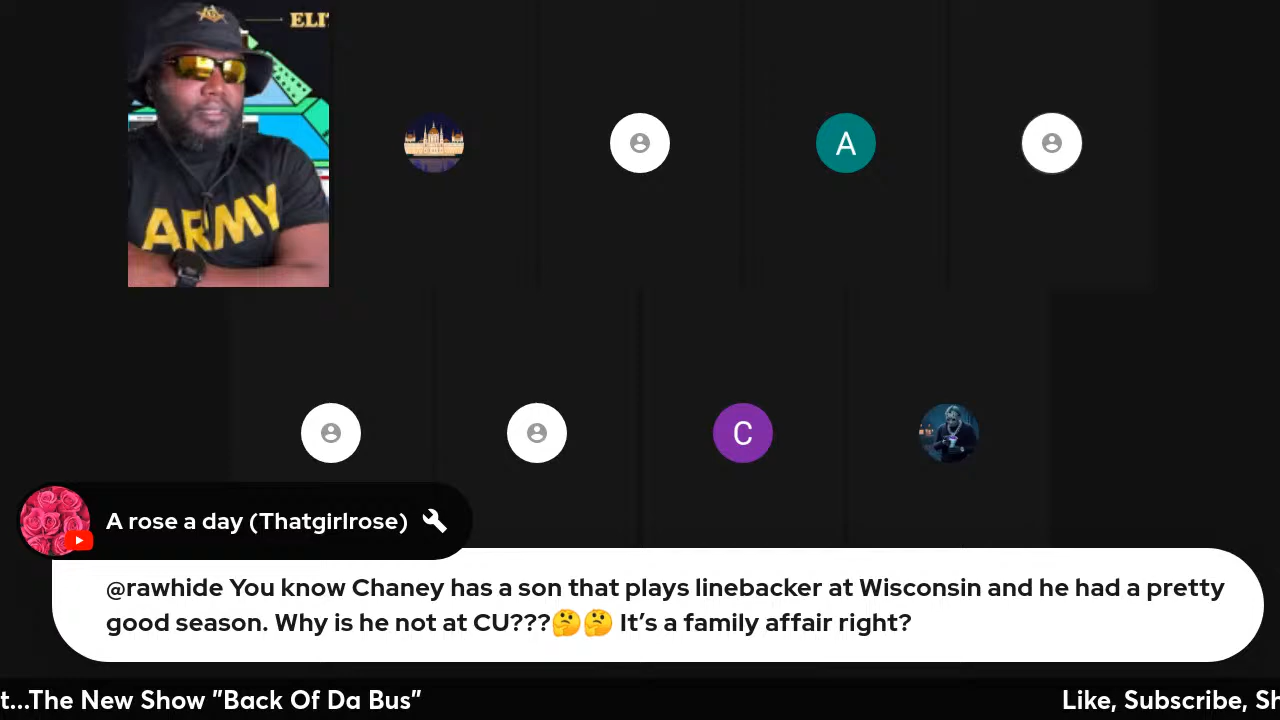 ELI
ARMY
A
C
A rose a day (Thatgirlrose)
@rawhide You know Chaney has a son that plays linebacker at Wisconsin and he had a pretty
good season. Why is he not at CU???🤔🤔 It’s a family affair right?
t...The New Show ”Back Of Da Bus” Like, Subscribe, Sh